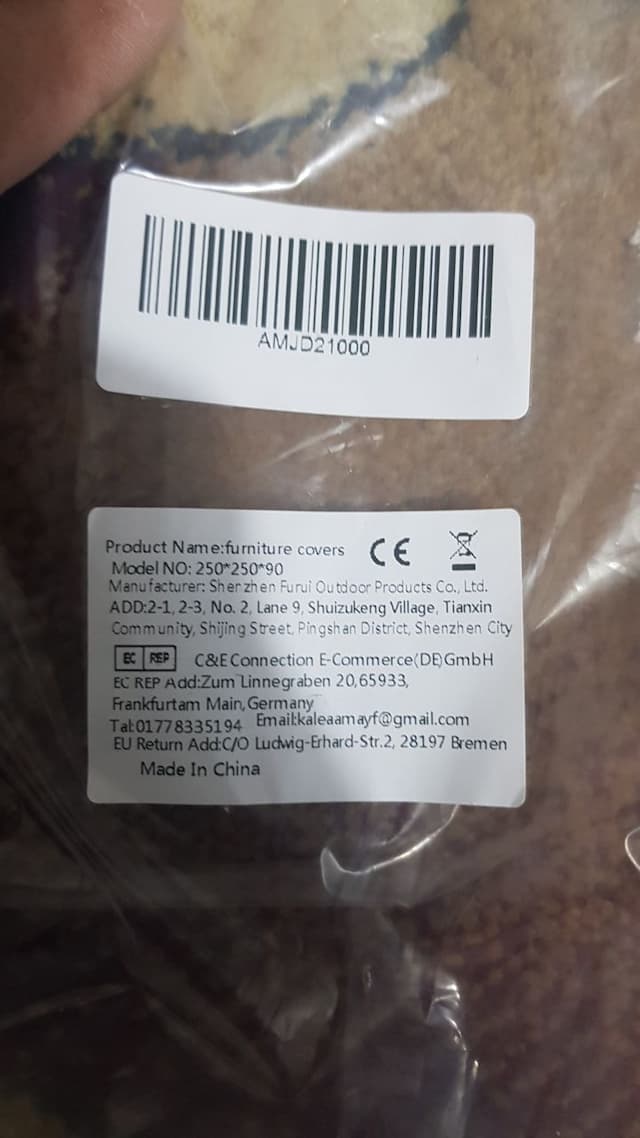 AMJD21000
Product Name:furniture covers
Model NO: 250*250*90
Manufacturer: Shenzhen Furui Outdoor Products Co., Ltd.
ADD:2-1, 2-3, No. 2, Lane 9, Shuizukeng Village, Tianxin
Community, Shijing Street, Pingshan District, Shenzhen City
EC REP C&E Connection E-Commerce(DE)GmbH
EC REP Add:Zum Linnegraben 20,65933,
Frankfurtam Main,Germany
Tal:01778335194 Email:kaleaamayf@gmail.com
EU Return Add:C/O Ludwig-Erhard-Str.2, 28197 Bremen
Made In China